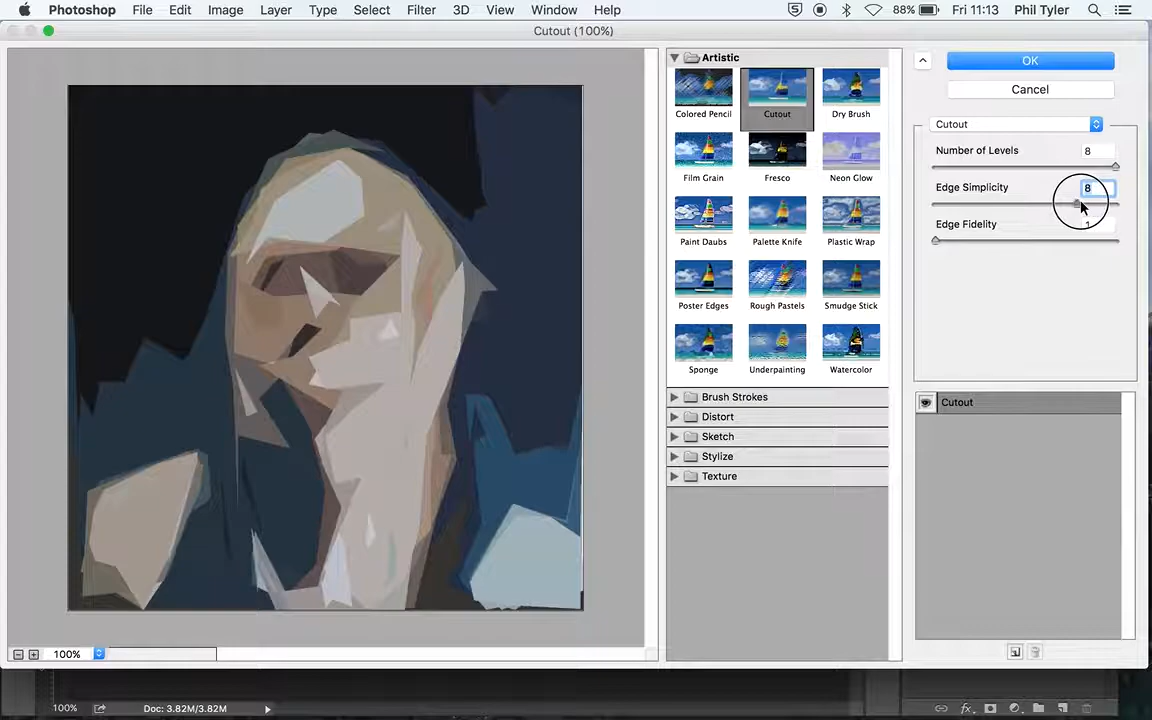 Photoshop File Edit Image Layer Type Select Filter 3D View Window Help 88% Fri 11:13 Phil Tyler
Cutout (100%)
Artistic
Colored Pencil Cutout Dry Brush
Film Grain Fresco Neon Glow
Paint Daubs Palette Knife Plastic Wrap
Poster Edges Rough Pastels Smudge Stick
Sponge Underpainting Watercolor
Brush Strokes
Distort
Sketch
Stylize
Texture
OK
Cancel
Cutout
Number of Levels 8
Edge Simplicity 8
Edge Fidelity 1
Cutout
100%
100% Doc: 3.82M/3.82M
fx